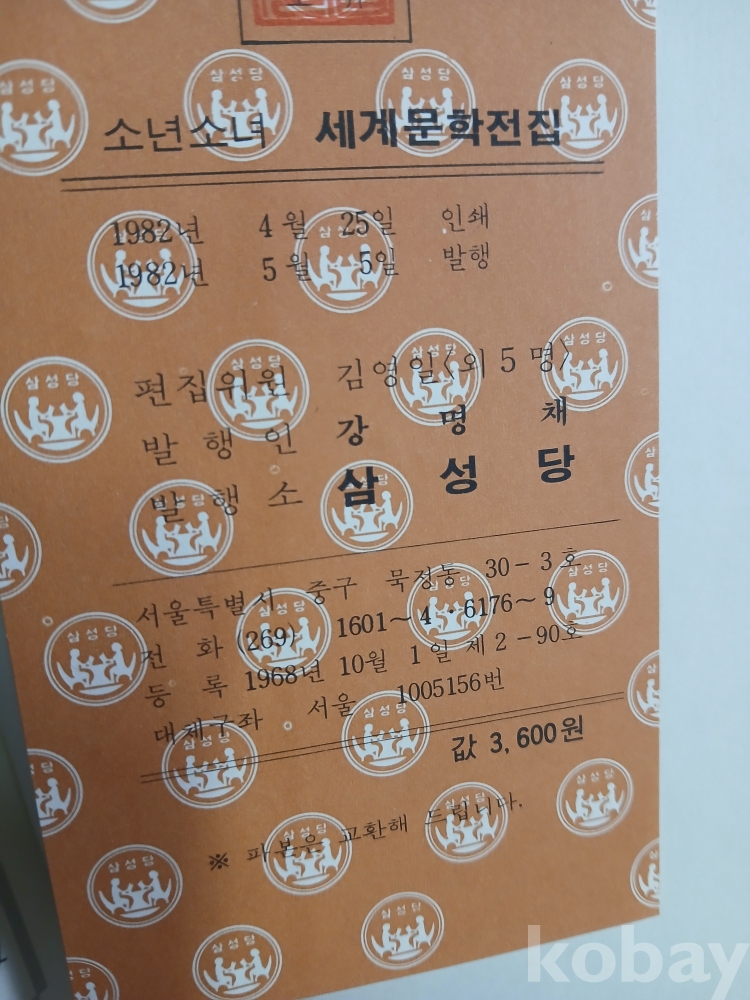 소년소녀 세계문학전집
1982년 4월 25일 인쇄
1982년 5월 5일 발행
편집위원 김영일〈외 5명〉
발행인 강명채
발행소 삼성당
서울특별시 중구 묵정동 30-3호
전화 (269) 1601~4·6176~9
등록 1968년 10월 1일 제2-90호
대체구좌 서울 1005156번
값 3,600원
※ 파본은 교환해 드립니다.
삼성당
kobay